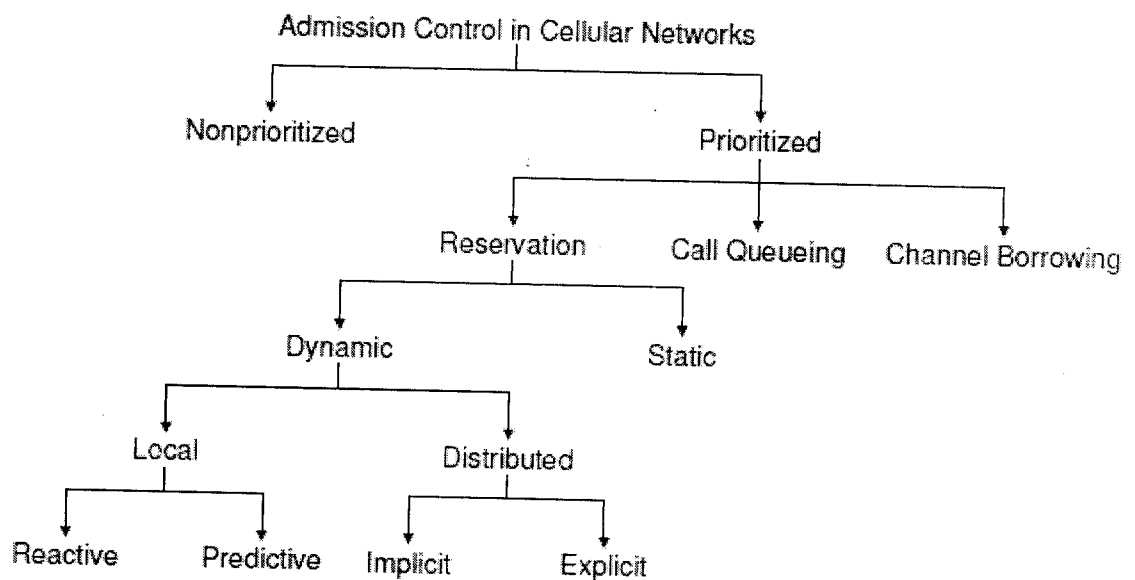 Admission Control in Cellular Networks
Nonprioritized
Prioritized
Reservation
Call Queueing
Channel Borrowing
Dynamic
Static
Local
Distributed
Reactive
Predictive
Implicit
Explicit